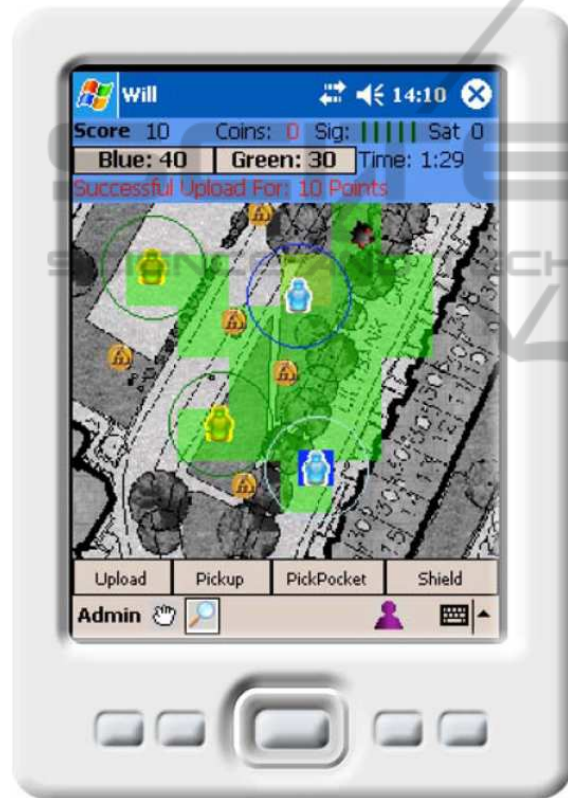 Will 14:10
Score 10 Coins: 0 Sig: Sat 0
Blue: 40 Green: 30 Time: 1:29
Successful Upload For: 10 Points
Upload Pickup PickPocket Shield
Admin